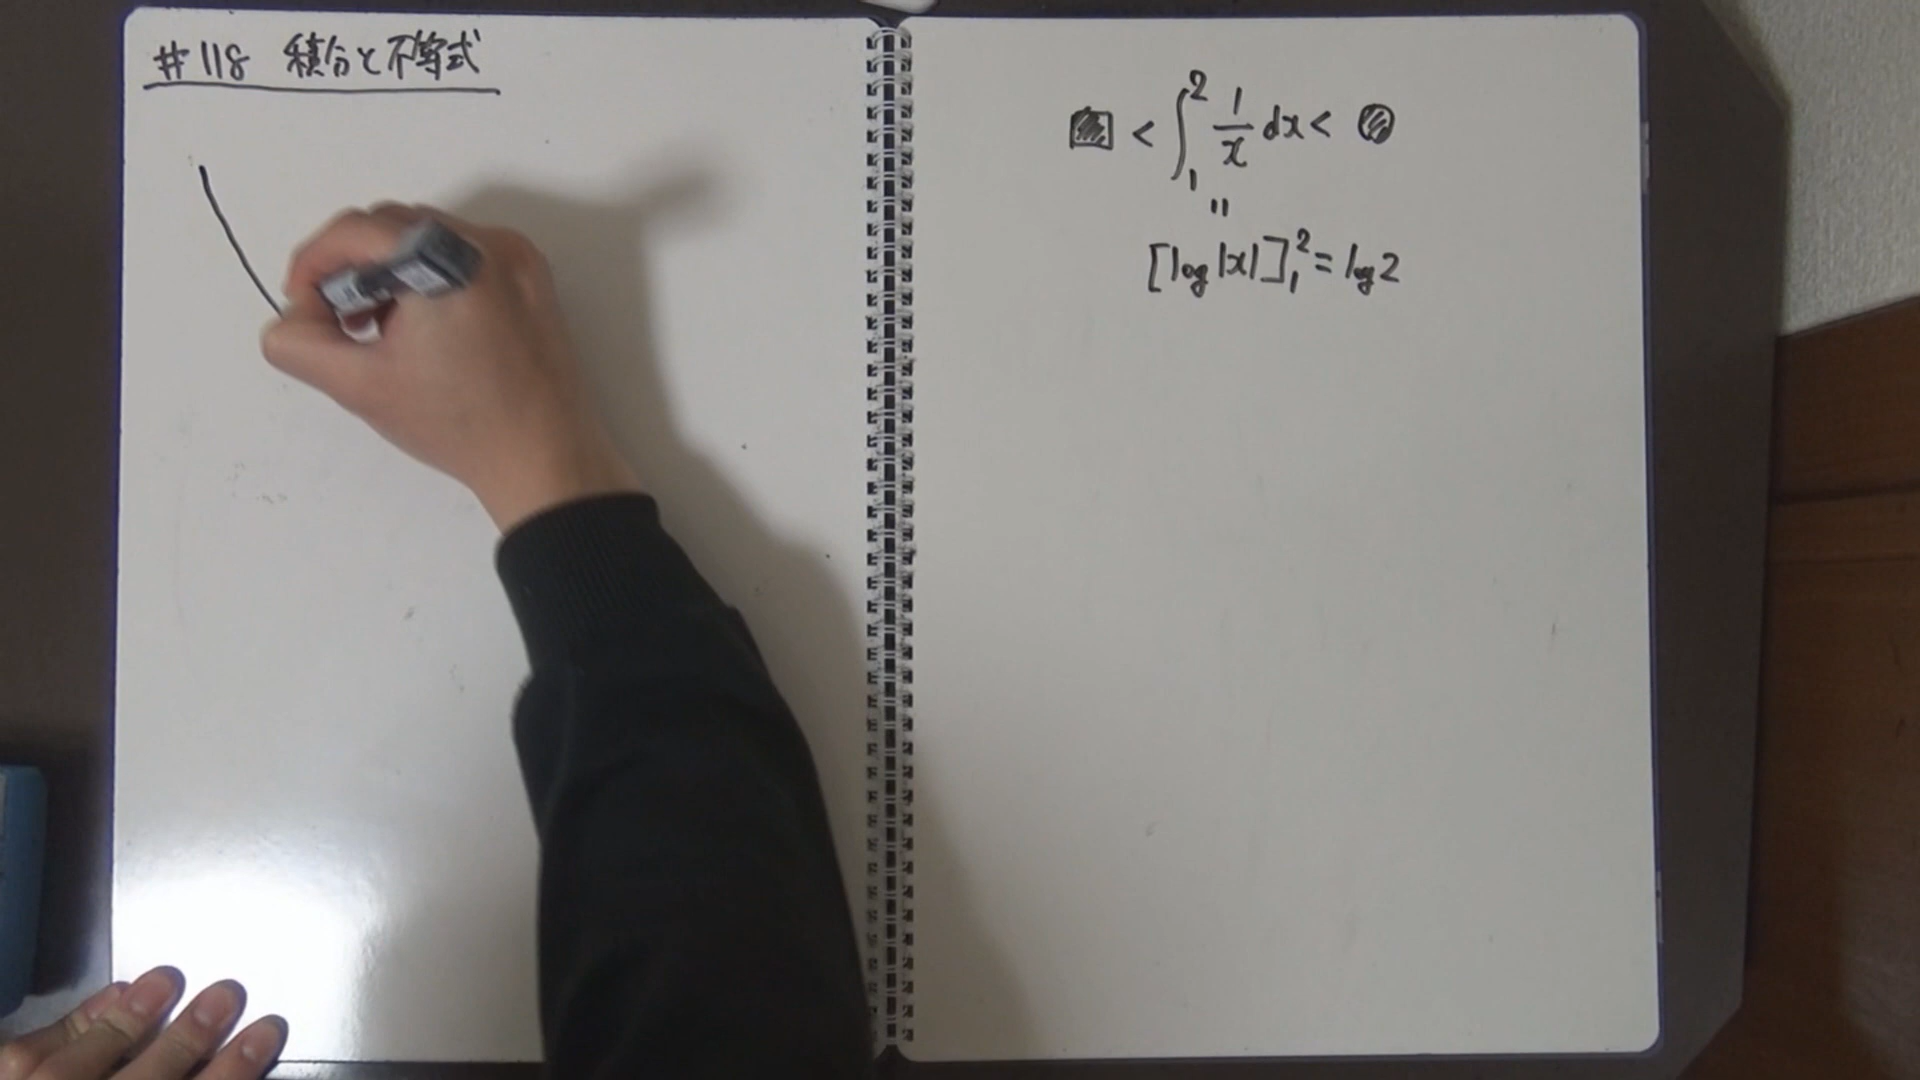 #118 積分と不等式
▨ < ∫₁² 1/x dx < ◍
〃
[log|x|]₁² = log2